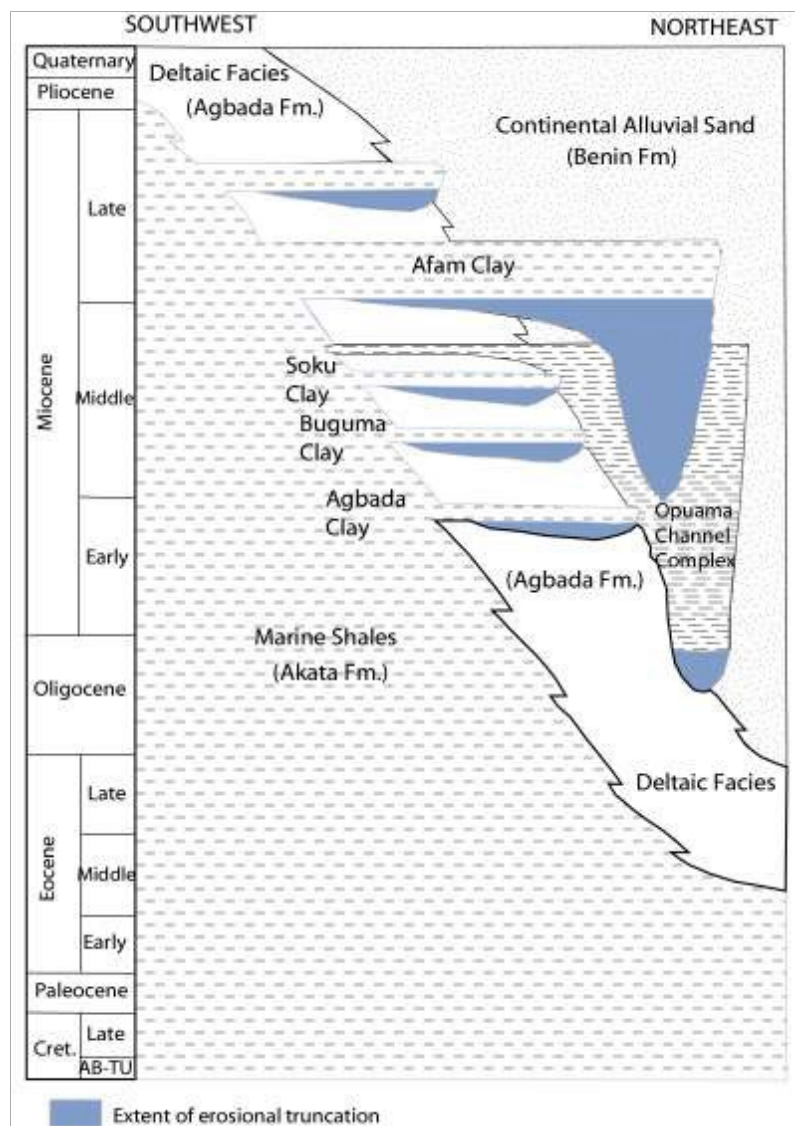 SOUTHWEST
NORTHEAST
Quaternary
Pliocene
Miocene
Late
Middle
Early
Oligocene
Eocene
Late
Middle
Early
Paleocene
Cret.
Late
AB-TU
Deltaic Facies
(Agbada Fm.)
Continental Alluvial Sand
(Benin Fm)
Afam Clay
Soku
Clay
Buguma
Clay
Agbada
Clay
Opuama
Channel
Complex
(Agbada Fm.)
Marine Shales
(Akata Fm.)
Deltaic Facies
Extent of erosional truncation